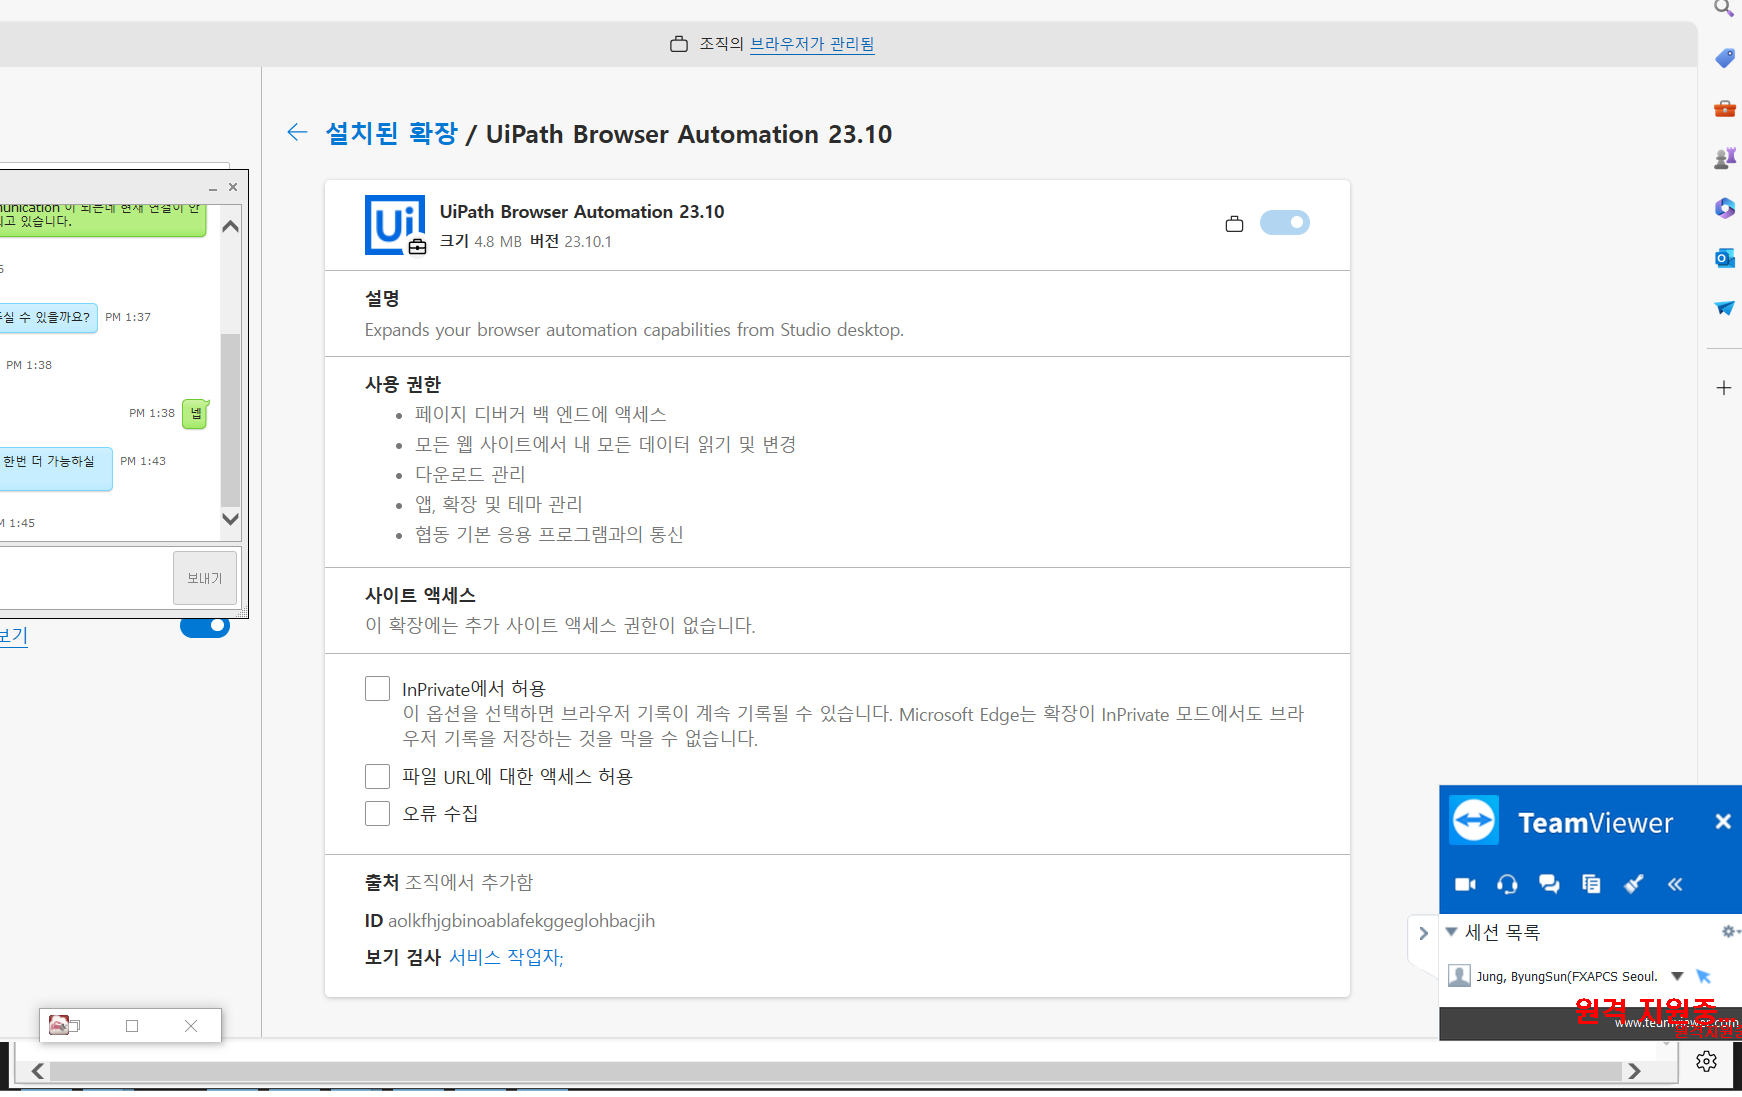 조직의 브라우저가 관리됨
설치된 확장 / UiPath Browser Automation 23.10
UiPath Browser Automation 23.10
크기 4.8 MB 버전 23.10.1
설명
Expands your browser automation capabilities from Studio desktop.
사용 권한
페이지 디버거 백 엔드에 액세스
모든 웹 사이트에서 내 모든 데이터 읽기 및 변경
다운로드 관리
앱, 확장 및 테마 관리
협동 기본 응용 프로그램과의 통신
사이트 액세스
이 확장에는 추가 사이트 액세스 권한이 없습니다.
InPrivate에서 허용
이 옵션을 선택하면 브라우저 기록이 계속 기록될 수 있습니다. Microsoft Edge는 확장이 InPrivate 모드에서도 브라
우저 기록을 저장하는 것을 막을 수 없습니다.
파일 URL에 대한 액세스 허용
오류 수집
출처 조직에서 추가함
ID aolkfhjgbinoablafekggeglohbacjih
보기 검사 서비스 작업자;
이 되는데 현재 연결이 안
있습니다.
수 있을까요? PM 1:37
PM 1:38
PM 1:38 넵
한번 더 가능하실 PM 1:43
1:45
보내기
보기
Ui
TeamViewer
세션 목록
Jung, ByungSun(FXAPCS Seoul.
원격 지원중
www.teamviewer.com